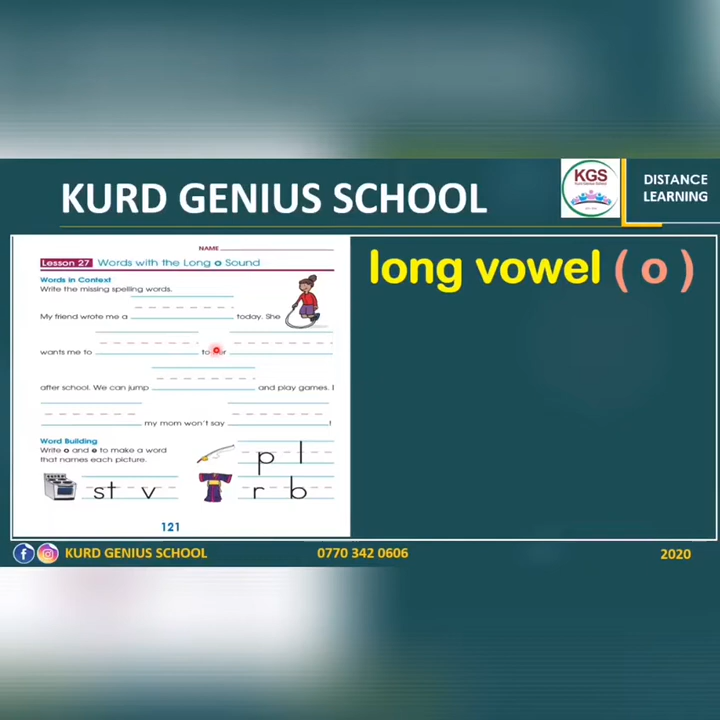 KURD GENIUS SCHOOL
KGS
DISTANCE
LEARNING
NAME
Lesson 27 Words with the Long o Sound
Words in Context
Write the missing spelling words.
My friend wrote me a today. She
wants me to to
after school. We can jump and play games. I
my mom won't say !
Word Building
Write o and e to make a word
that names each picture.
p l
st v
r b
121
long vowel ( o )
KURD GENIUS SCHOOL
0770 342 0606
2020